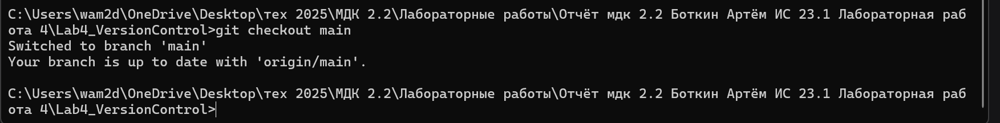 C:\Users\wam2d\OneDrive\Desktop\тех 2025\МДК 2.2\Лабораторные работы\Отчёт мдк 2.2 Боткин Артём ИС 23.1 Лабораторная раб
ота 4\Lab4_VersionControl>git checkout main
Switched to branch 'main'
Your branch is up to date with 'origin/main'.
C:\Users\wam2d\OneDrive\Desktop\тех 2025\МДК 2.2\Лабораторные работы\Отчёт мдк 2.2 Боткин Артём ИС 23.1 Лабораторная раб
ота 4\Lab4_VersionControl>